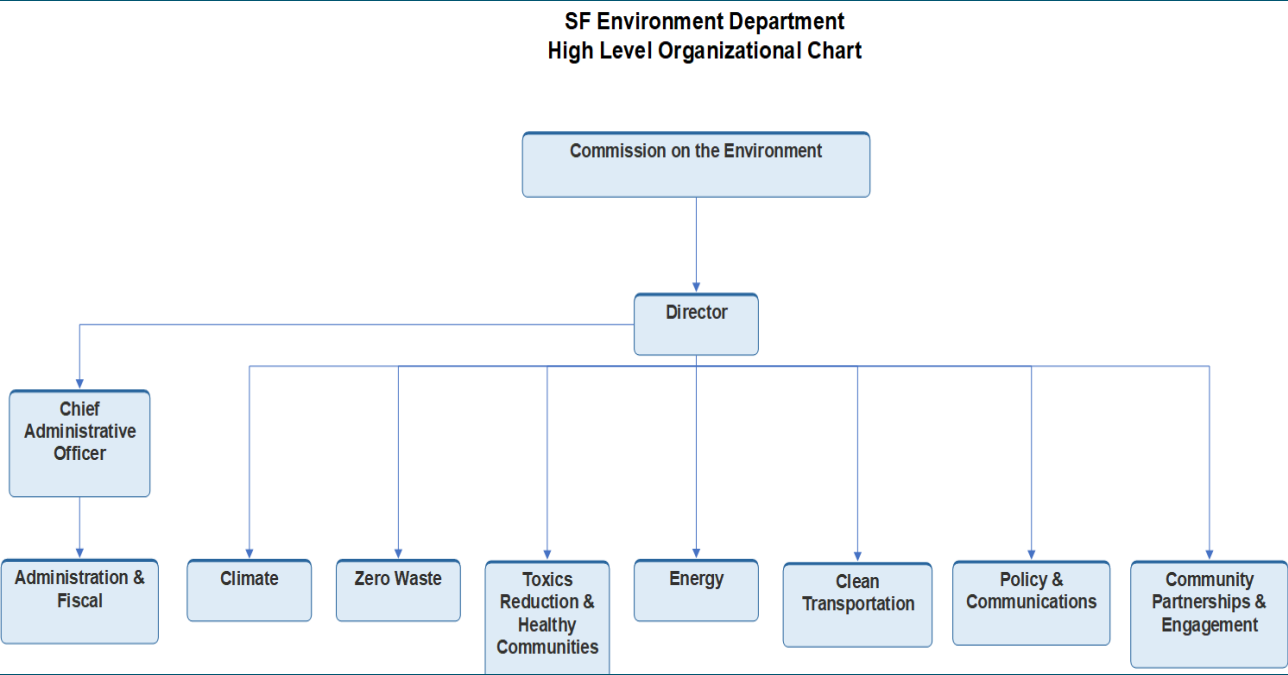 SF Environment Department
High Level Organizational Chart
Commission on the Environment
Director
Chief
Administrative
Officer
Administration &
Fiscal
Climate
Zero Waste
Toxics
Reduction &
Healthy
Communities
Energy
Clean
Transportation
Policy &
Communications
Community
Partnerships &
Engagement